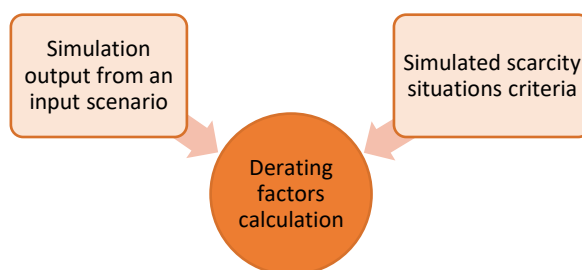 Simulation
output from an
input scenario
Simulated scarcity
situations criteria
Derating
factors
calculation